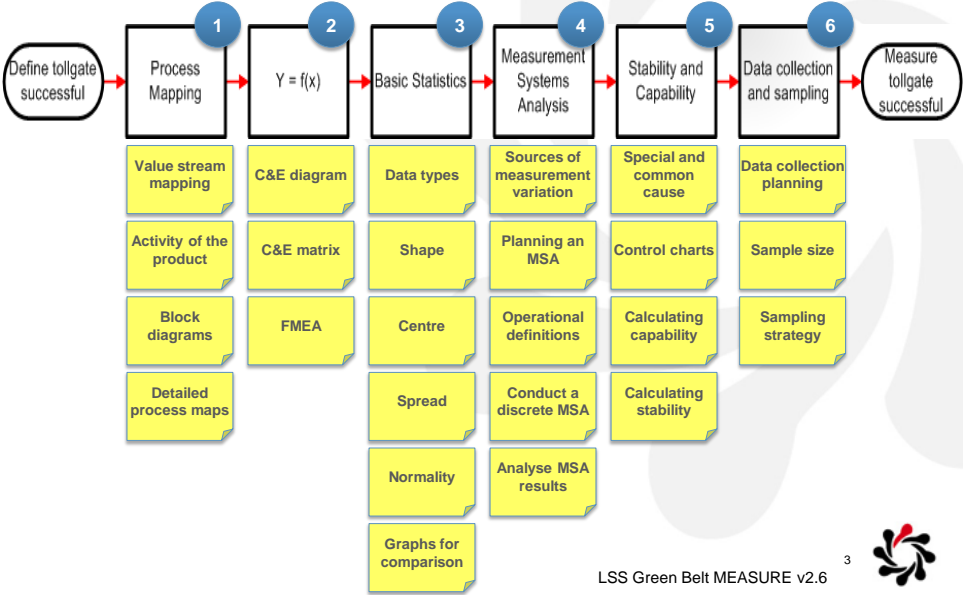 1
2
3
4
5
6
Define tollgate
successful
Process
Mapping
Y = f(x)
Basic Statistics
Measurement
Systems
Analysis
Stability and
Capability
Data collection
and sampling
Measure
tollgate
successful
Value stream
mapping
Activity of the
product
Block
diagrams
Detailed
process maps
C&E diagram
C&E matrix
FMEA
Data types
Shape
Centre
Spread
Normality
Graphs for
comparison
Sources of
measurement
variation
Planning an
MSA
Operational
definitions
Conduct a
discrete MSA
Analyse MSA
results
Special and
common
cause
Control charts
Calculating
capability
Calculating
stability
Data collection
planning
Sample size
Sampling
strategy
LSS Green Belt MEASURE v2.6
3